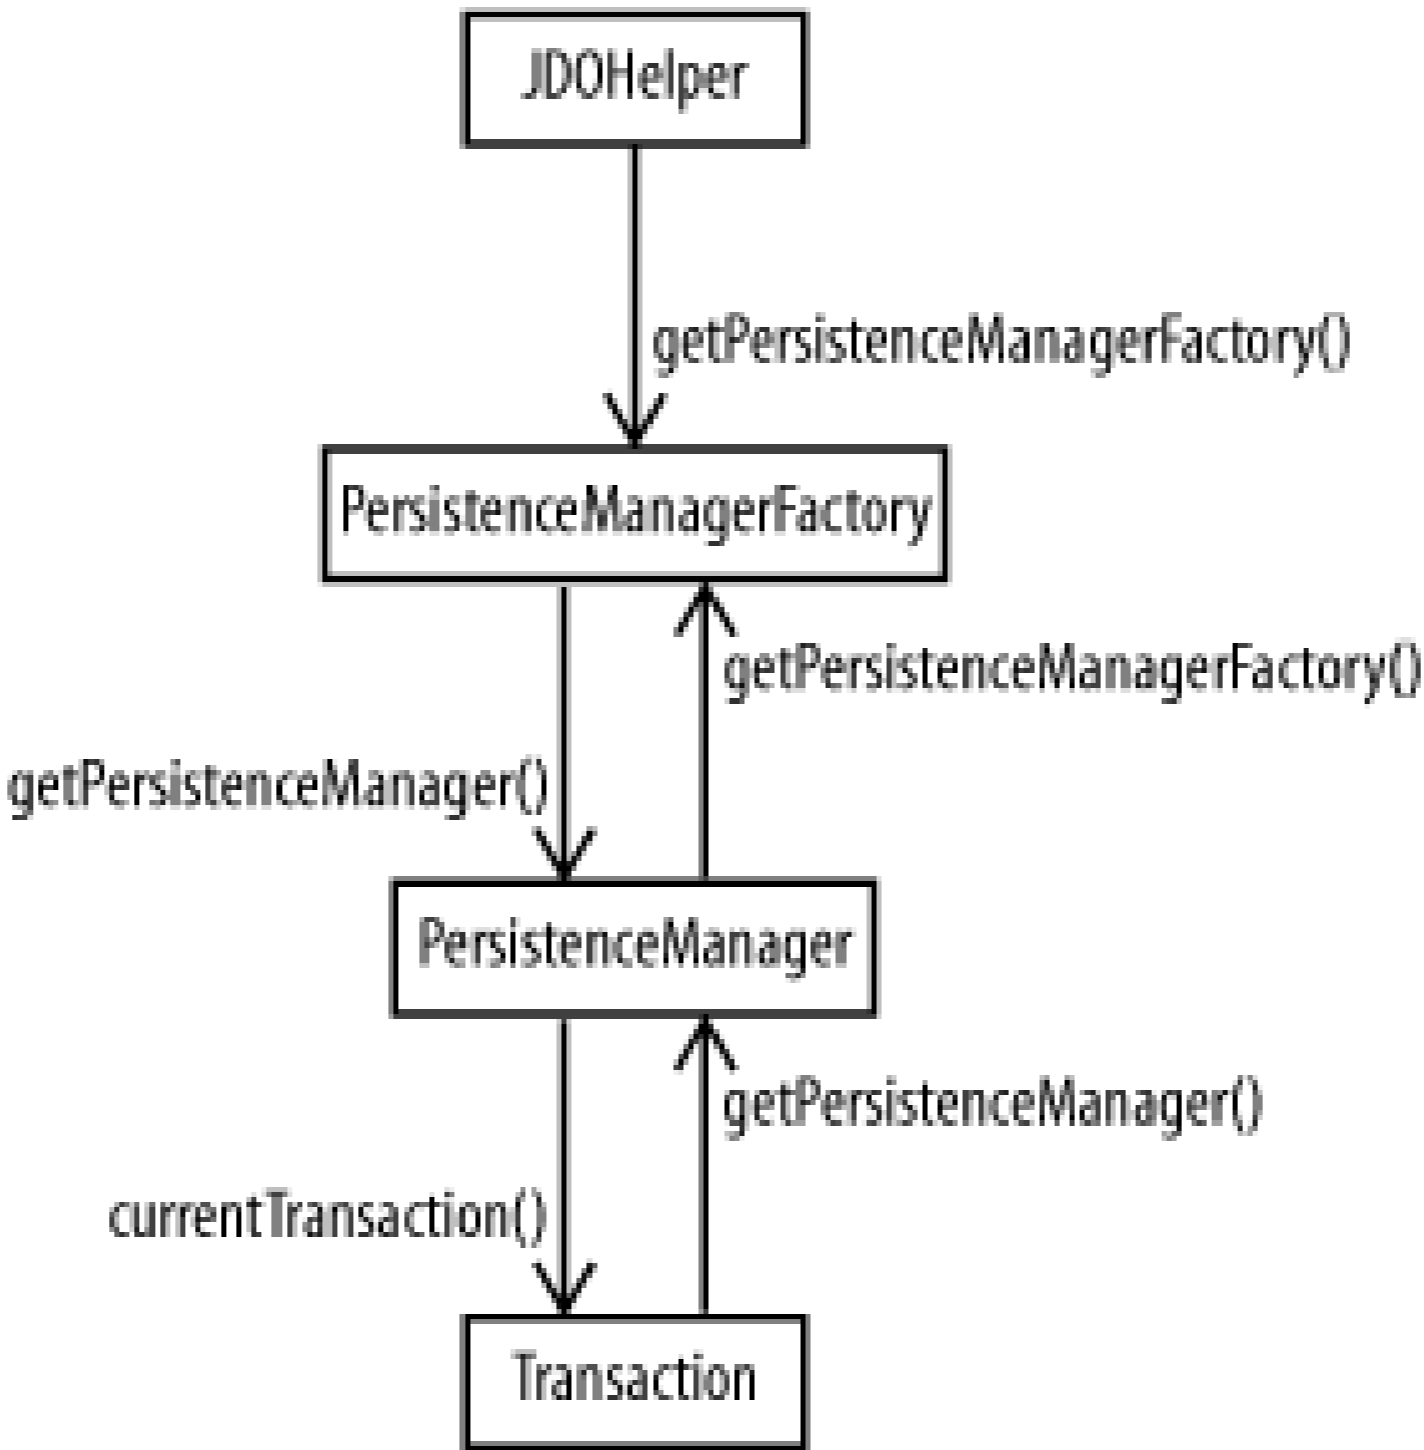 JDOHelper
getPersistenceManagerFactory()
PersistenceManagerFactory
getPersistenceManagerFactory()
getPersistenceManager()
PersistenceManager
getPersistenceManager()
currentTransaction()
Transaction